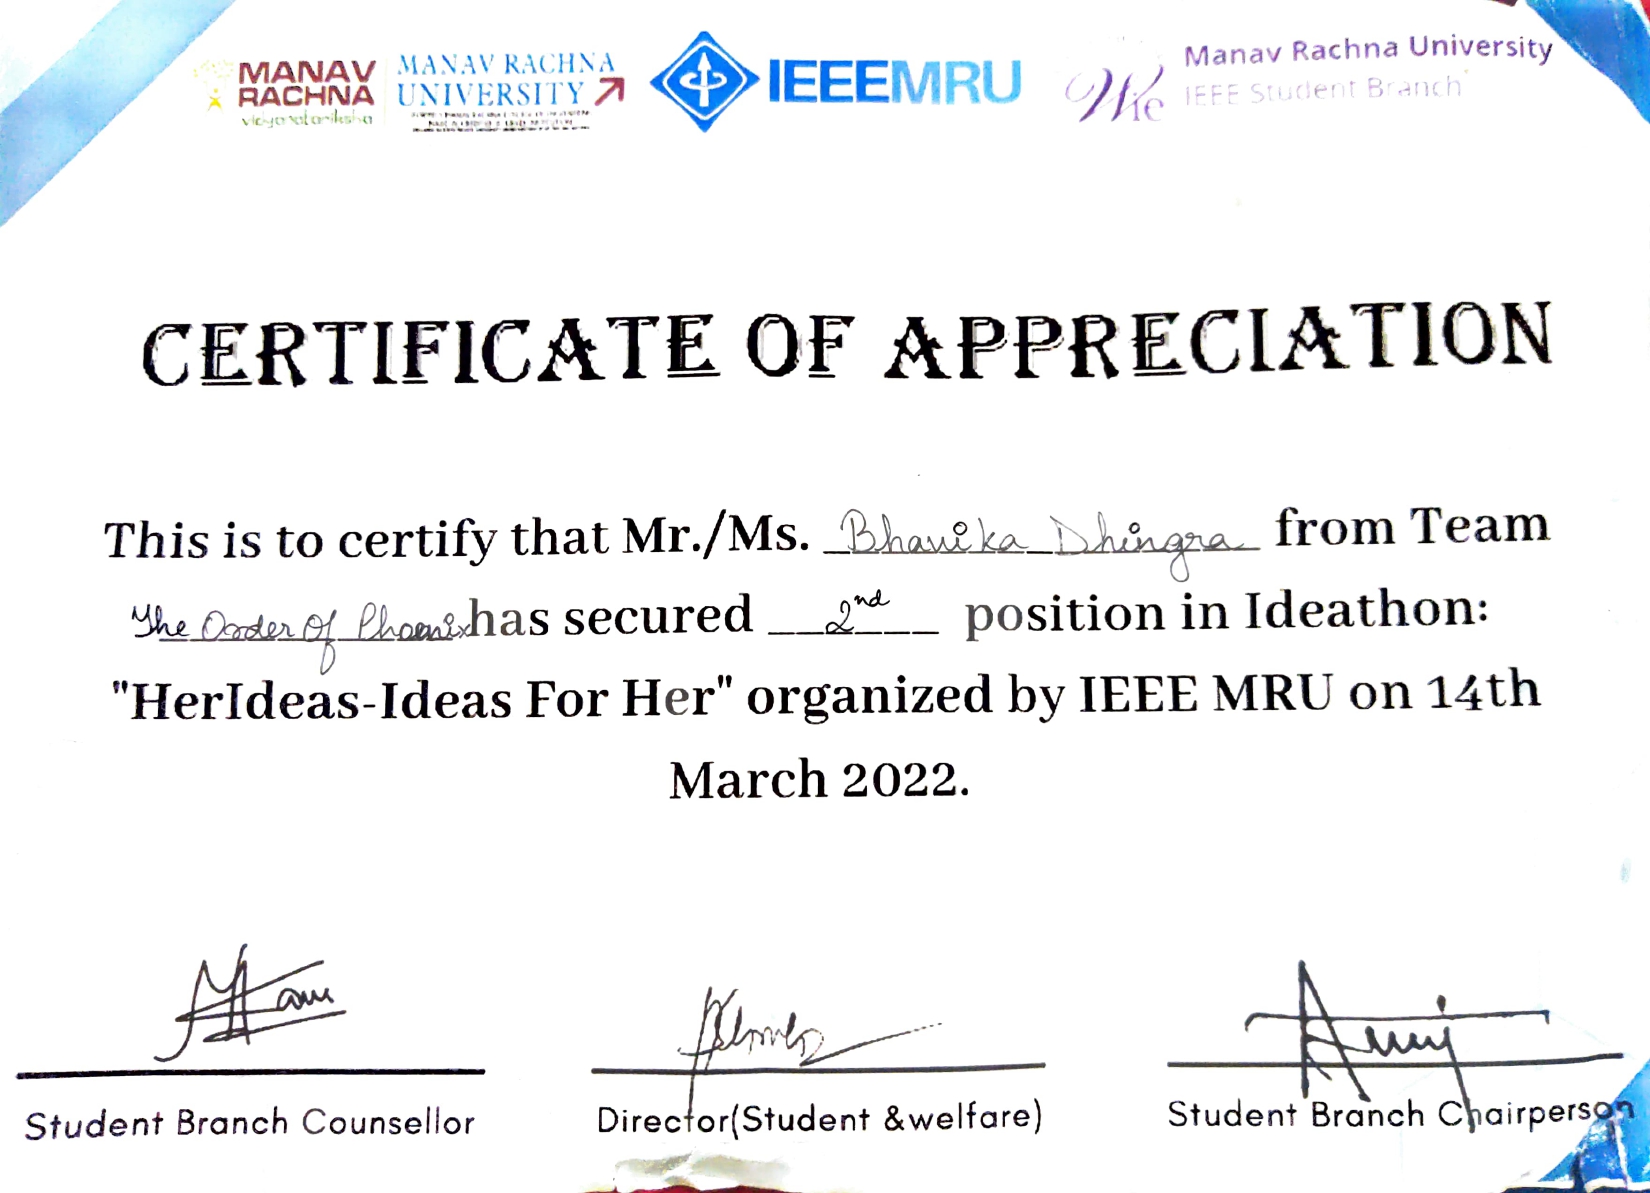 MANAV RACHNA
vidyanatariksha
MANAV RACHNA UNIVERSITY
IEEEMRU
Wie
Manav Rachna University
IEEE Student Branch
CERTIFICATE OF APPRECIATION
This is to certify that Mr./Ms. Bhavika Dhingra from Team
The Order Of Phoenix has secured 2nd position in Ideathon:
"HerIdeas-Ideas For Her" organized by IEEE MRU on 14th
March 2022.
Student Branch Counsellor
Director(Student &welfare)
Student Branch Chairperson